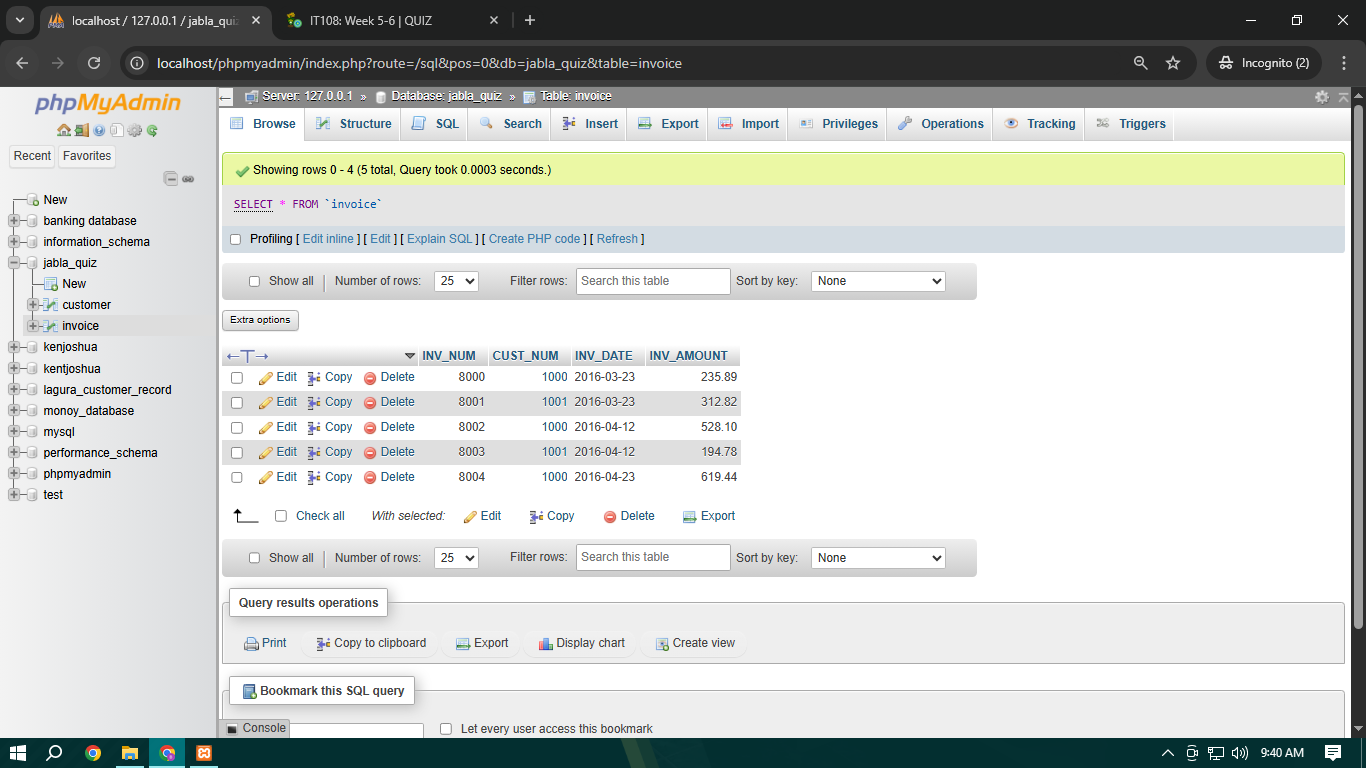 localhost / 127.0.0.1 / jabla_qui
IT108: Week 5-6 | QUIZ
localhost/phpmyadmin/index.php?route=/sql&pos=0&db=jabla_quiz&table=invoice
Incognito (2)
phpMyAdmin
Recent
Favorites
New
banking database
information_schema
jabla_quiz
New
customer
invoice
kenjoshua
kentjoshua
lagura_customer_record
monoy_database
mysql
performance_schema
phpmyadmin
test
Server: 127.0.0.1 » Database: jabla_quiz » Table: invoice
Browse Structure SQL Search Insert Export Import Privileges Operations Tracking Triggers
Showing rows 0 - 4 (5 total, Query took 0.0003 seconds.)
SELECT * FROM `invoice`
Profiling [ Edit inline ] [ Edit ] [ Explain SQL ] [ Create PHP code ] [ Refresh ]
Show all | Number of rows: 25 Filter rows: Search this table Sort by key: None
Extra options
←T→ INV_NUM CUST_NUM INV_DATE INV_AMOUNT
Edit Copy Delete 8000 1000 2016-03-23 235.89
Edit Copy Delete 8001 1001 2016-03-23 312.82
Edit Copy Delete 8002 1000 2016-04-12 528.10
Edit Copy Delete 8003 1001 2016-04-12 194.78
Edit Copy Delete 8004 1000 2016-04-23 619.44
Check all With selected: Edit Copy Delete Export
Show all | Number of rows: 25 Filter rows: Search this table Sort by key: None
Query results operations
Print Copy to clipboard Export Display chart Create view
Bookmark this SQL query
Console
Let every user access this bookmark
9:40 AM